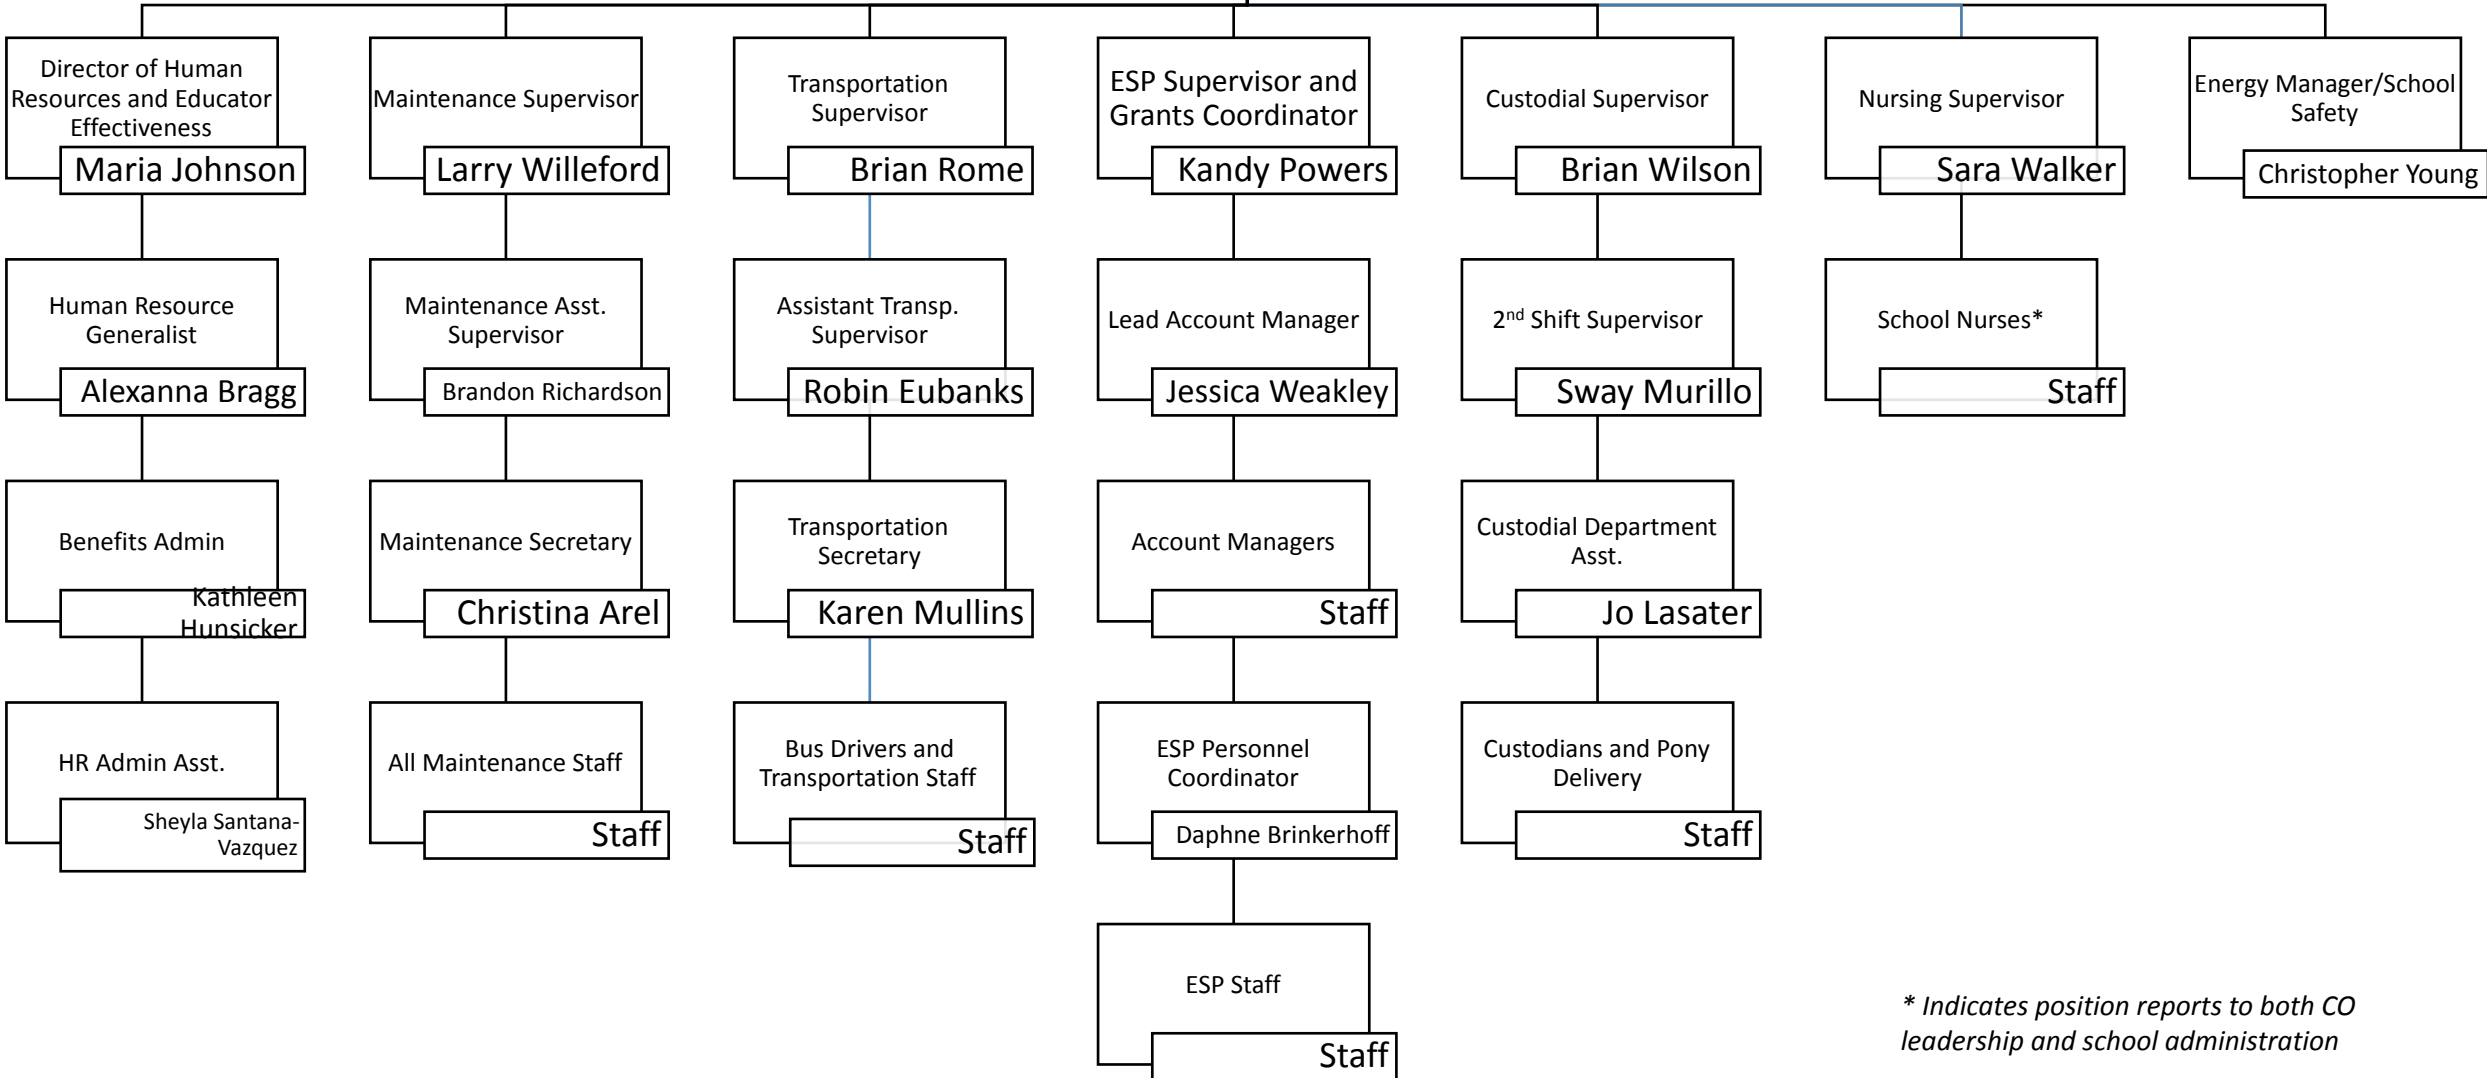 Director of Human
Resources and Educator
Effectiveness
Maria Johnson
Maintenance Supervisor
Larry Willeford
Transportation
Supervisor
Brian Rome
ESP Supervisor and
Grants Coordinator
Kandy Powers
Custodial Supervisor
Brian Wilson
Nursing Supervisor
Sara Walker
Energy Manager/School
Safety
Christopher Young
Human Resource
Generalist
Alexanna Bragg
Maintenance Asst.
Supervisor
Brandon Richardson
Assistant Transp.
Supervisor
Robin Eubanks
Lead Account Manager
Jessica Weakley
2nd Shift Supervisor
Sway Murillo
School Nurses*
Staff
Benefits Admin
Kathleen
Hunsicker
Maintenance Secretary
Christina Arel
Transportation
Secretary
Karen Mullins
Account Managers
Staff
Custodial Department
Asst.
Jo Lasater
HR Admin Asst.
Sheyla Santana-
Vazquez
All Maintenance Staff
Staff
Bus Drivers and
Transportation Staff
Staff
ESP Personnel
Coordinator
Daphne Brinkerhoff
Custodians and Pony
Delivery
Staff
ESP Staff
Staff
* Indicates position reports to both CO
leadership and school administration